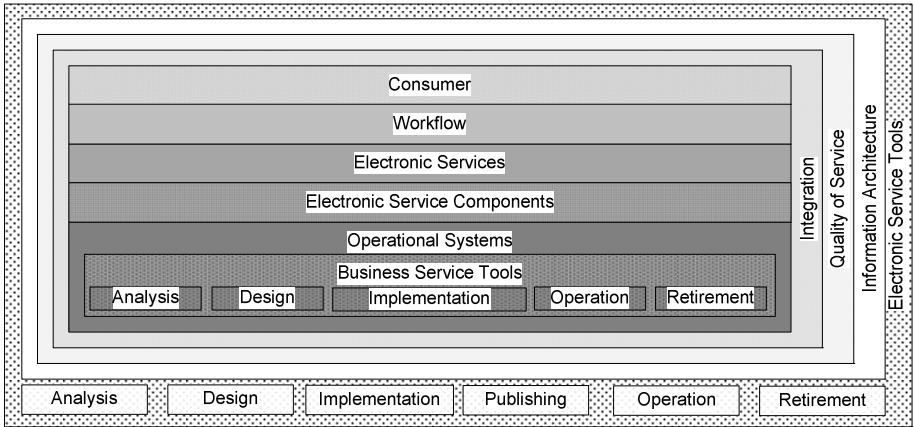 Consumer
Workflow
Electronic Services
Electronic Service Components
Operational Systems
Business Service Tools
Analysis
Design
Implementation
Operation
Retirement
Integration
Quality of Service
Information Architecture
Electronic Service Tools
Analysis
Design
Implementation
Publishing
Operation
Retirement